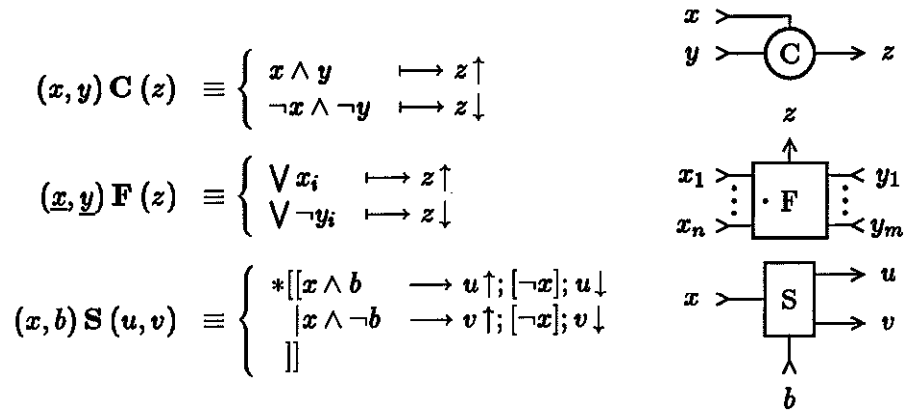 (x, y) C (z) ≡ { x ∧ y ⟼ z↑
¬x ∧ ¬y ⟼ z↓
x
y
C
z
(x̲, y̲) F (z) ≡ { ⋁ x_i ⟼ z↑
⋁ ¬y_i ⟼ z↓
z
x_1
F
y_1
x_n
y_m
(x, b) S (u, v) ≡ { *[[x ∧ b ⟶ u↑; [¬x]; u↓
|x ∧ ¬b ⟶ v↑; [¬x]; v↓
]]
x
S
u
v
b